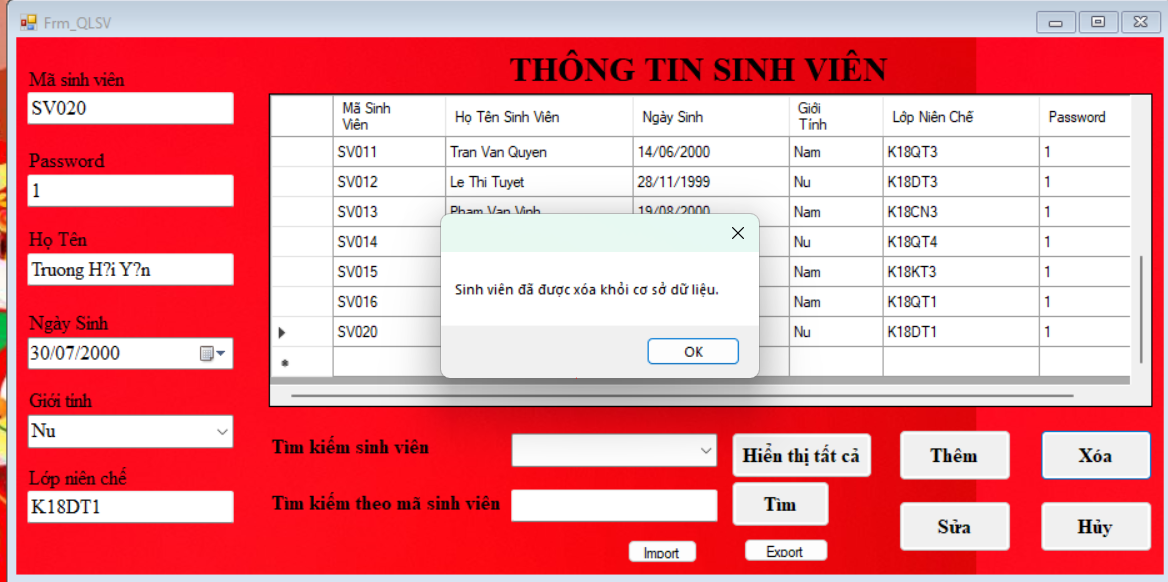 Frm_QLSV
THÔNG TIN SINH VIÊN
Mã sinh viên
SV020
Password
1
Họ Tên
Truong H?i Y?n
Ngày Sinh
30/07/2000
Giới tính
Nu
Lớp niên chế
K18DT1
Mã Sinh Viên Họ Tên Sinh Viên Ngày Sinh Giới Tính Lớp Niên Chế Password
SV011 Tran Van Quyen 14/06/2000 Nam K18QT3 1
SV012 Le Thi Tuyet 28/11/1999 Nu K18DT3 1
SV013 Pham Van Vinh 19/08/2000 Nam K18CN3 1
SV014 Nu K18QT4 1
SV015 Nam K18KT3 1
SV016 Nam K18QT1 1
SV020 Nu K18DT1 1
Sinh viên đã được xóa khỏi cơ sở dữ liệu.
OK
Tìm kiếm sinh viên
Hiển thị tất cả
Thêm
Xóa
Tìm kiếm theo mã sinh viên
Tìm
Sửa
Hủy
Import
Export